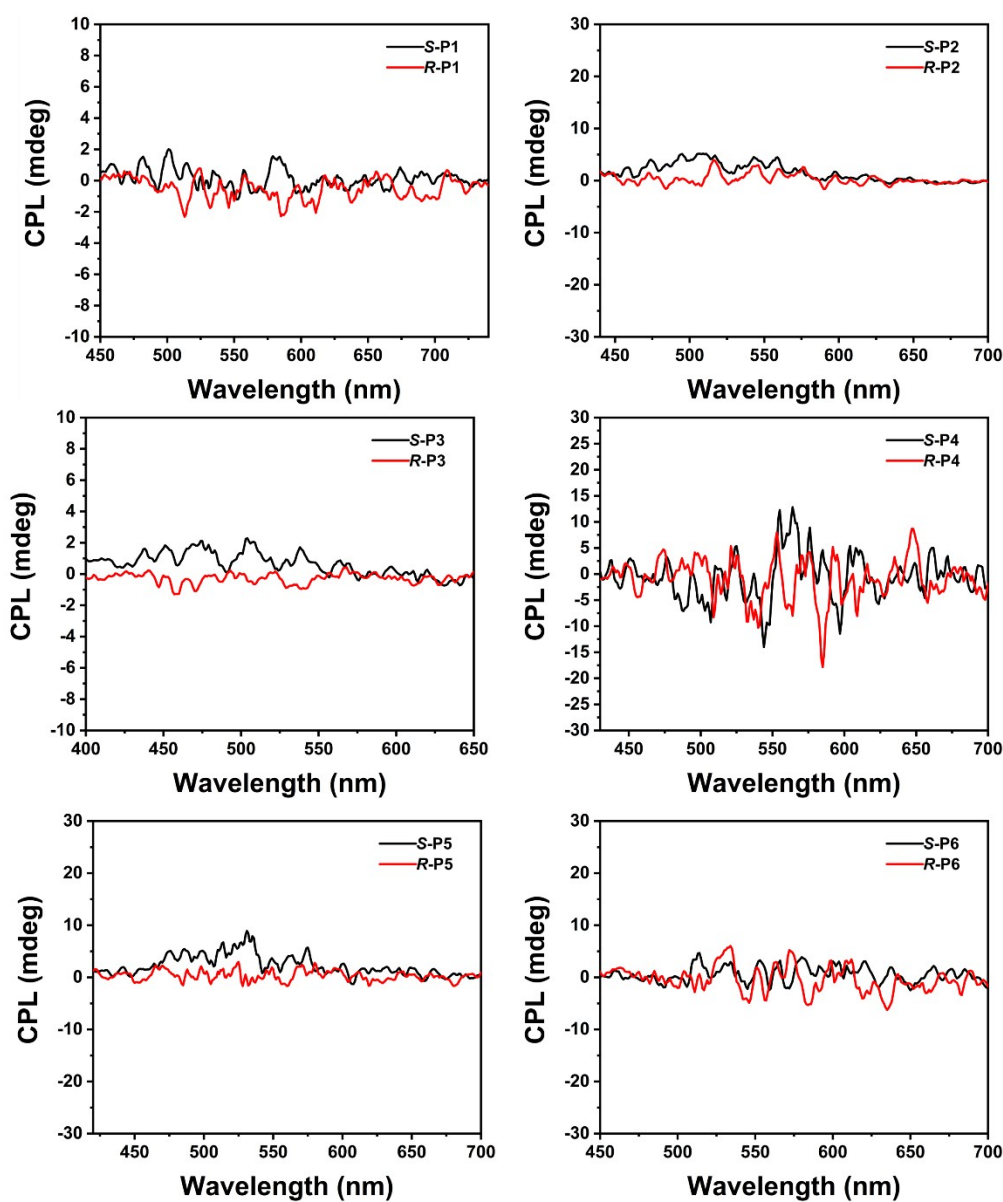 10
8
6
4
2
0
-2
-4
-6
-8
-10
CPL (mdeg)
S-P1
R-P1
450 500 550 600 650 700
Wavelength (nm)
30
20
10
0
-10
-20
-30
CPL (mdeg)
S-P2
R-P2
450 500 550 600 650 700
Wavelength (nm)
10
8
6
4
2
0
-2
-4
-6
-8
-10
CPL (mdeg)
S-P3
R-P3
400 450 500 550 600 650
Wavelength (nm)
30
25
20
15
10
5
0
-5
-10
-15
-20
-25
-30
CPL (mdeg)
S-P4
R-P4
450 500 550 600 650 700
Wavelength (nm)
30
20
10
0
-10
-20
-30
CPL (mdeg)
S-P5
R-P5
450 500 550 600 650 700
Wavelength (nm)
30
20
10
0
-10
-20
-30
CPL (mdeg)
S-P6
R-P6
450 500 550 600 650 700
Wavelength (nm)